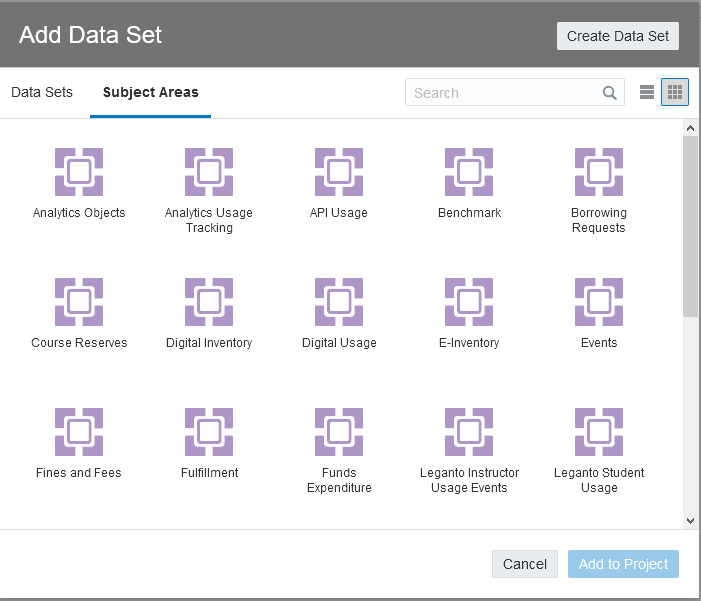 Add Data Set
Create Data Set
Data Sets
Subject Areas
Search
Analytics Objects
Analytics Usage
Tracking
API Usage
Benchmark
Borrowing
Requests
Course Reserves
Digital Inventory
Digital Usage
E-Inventory
Events
Fines and Fees
Fulfillment
Funds
Expenditure
Leganto Instructor
Usage Events
Leganto Student
Usage
Cancel
Add to Project